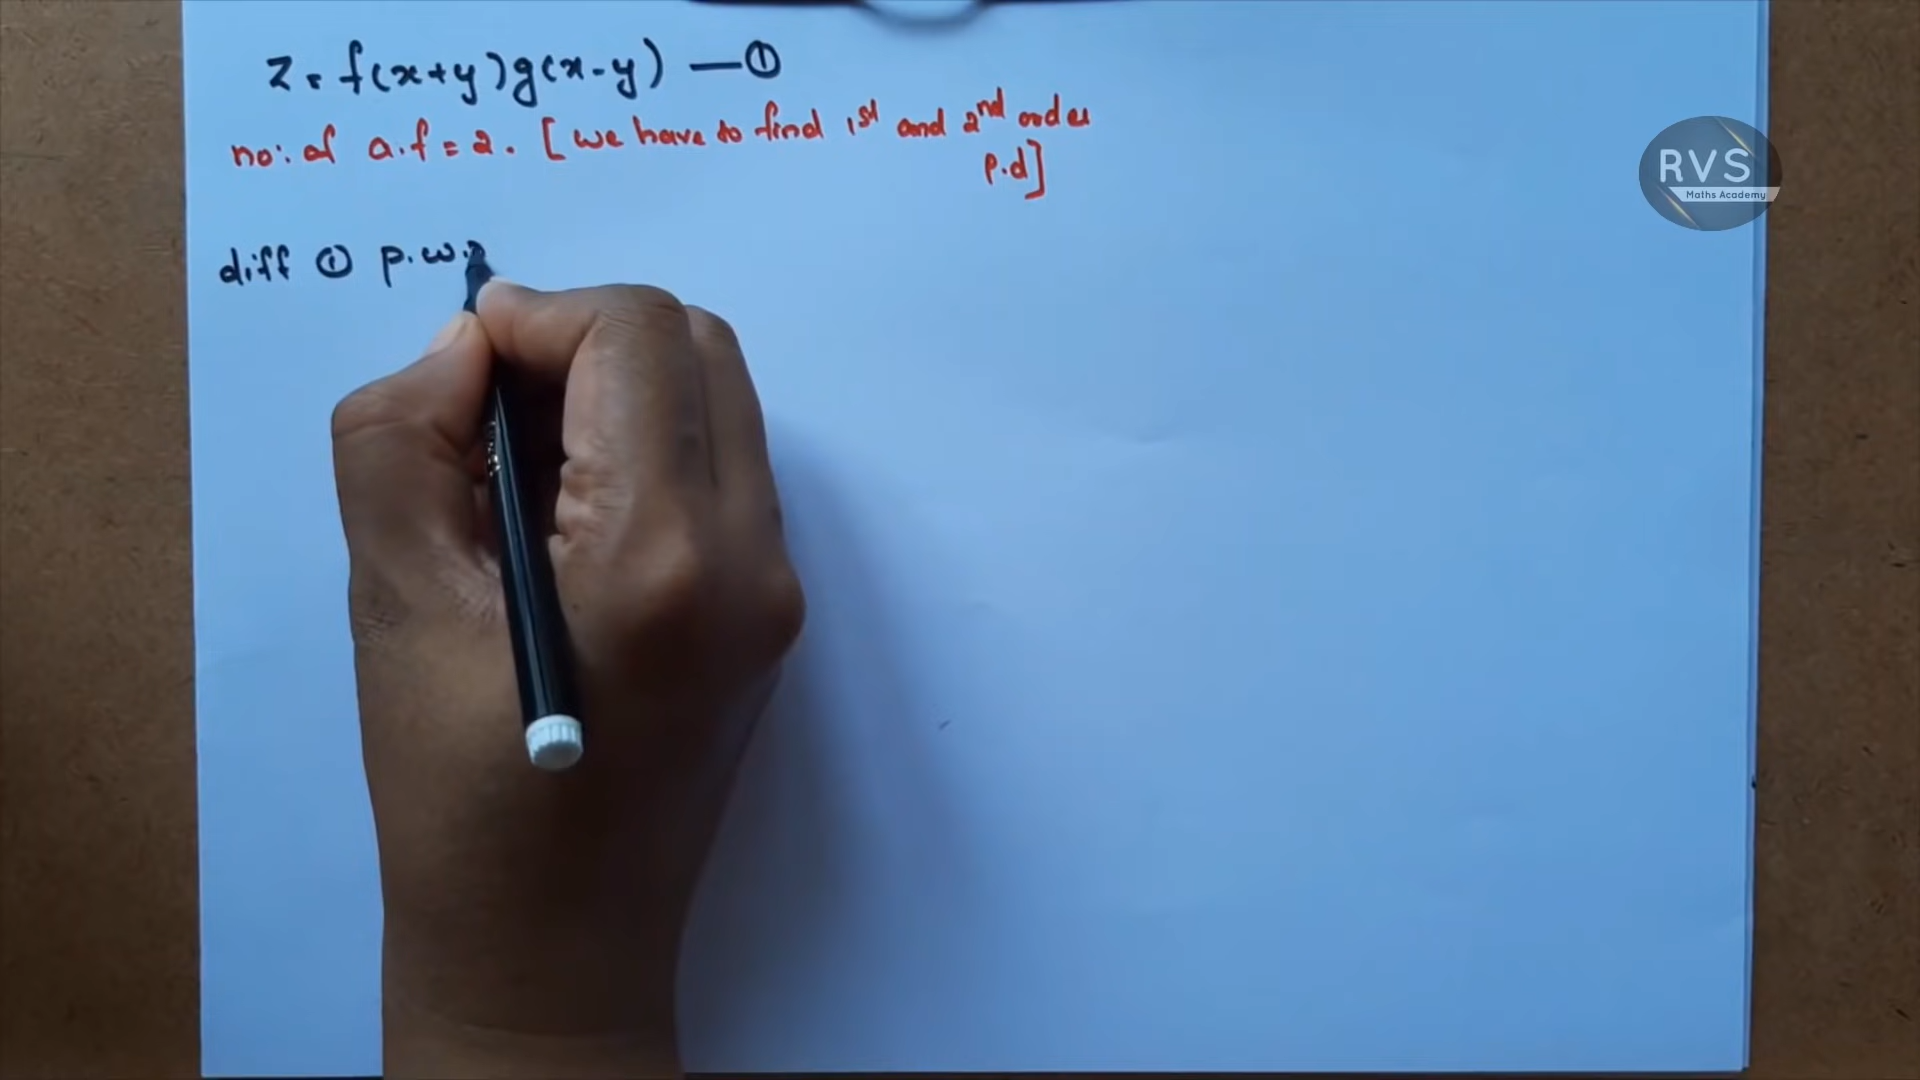 z = f(x+y)g(x-y) —①
no: of a.f = 2. [we have to find 1st and 2nd order
p.d]
diff ① p.w.r
RVS
Maths Academy